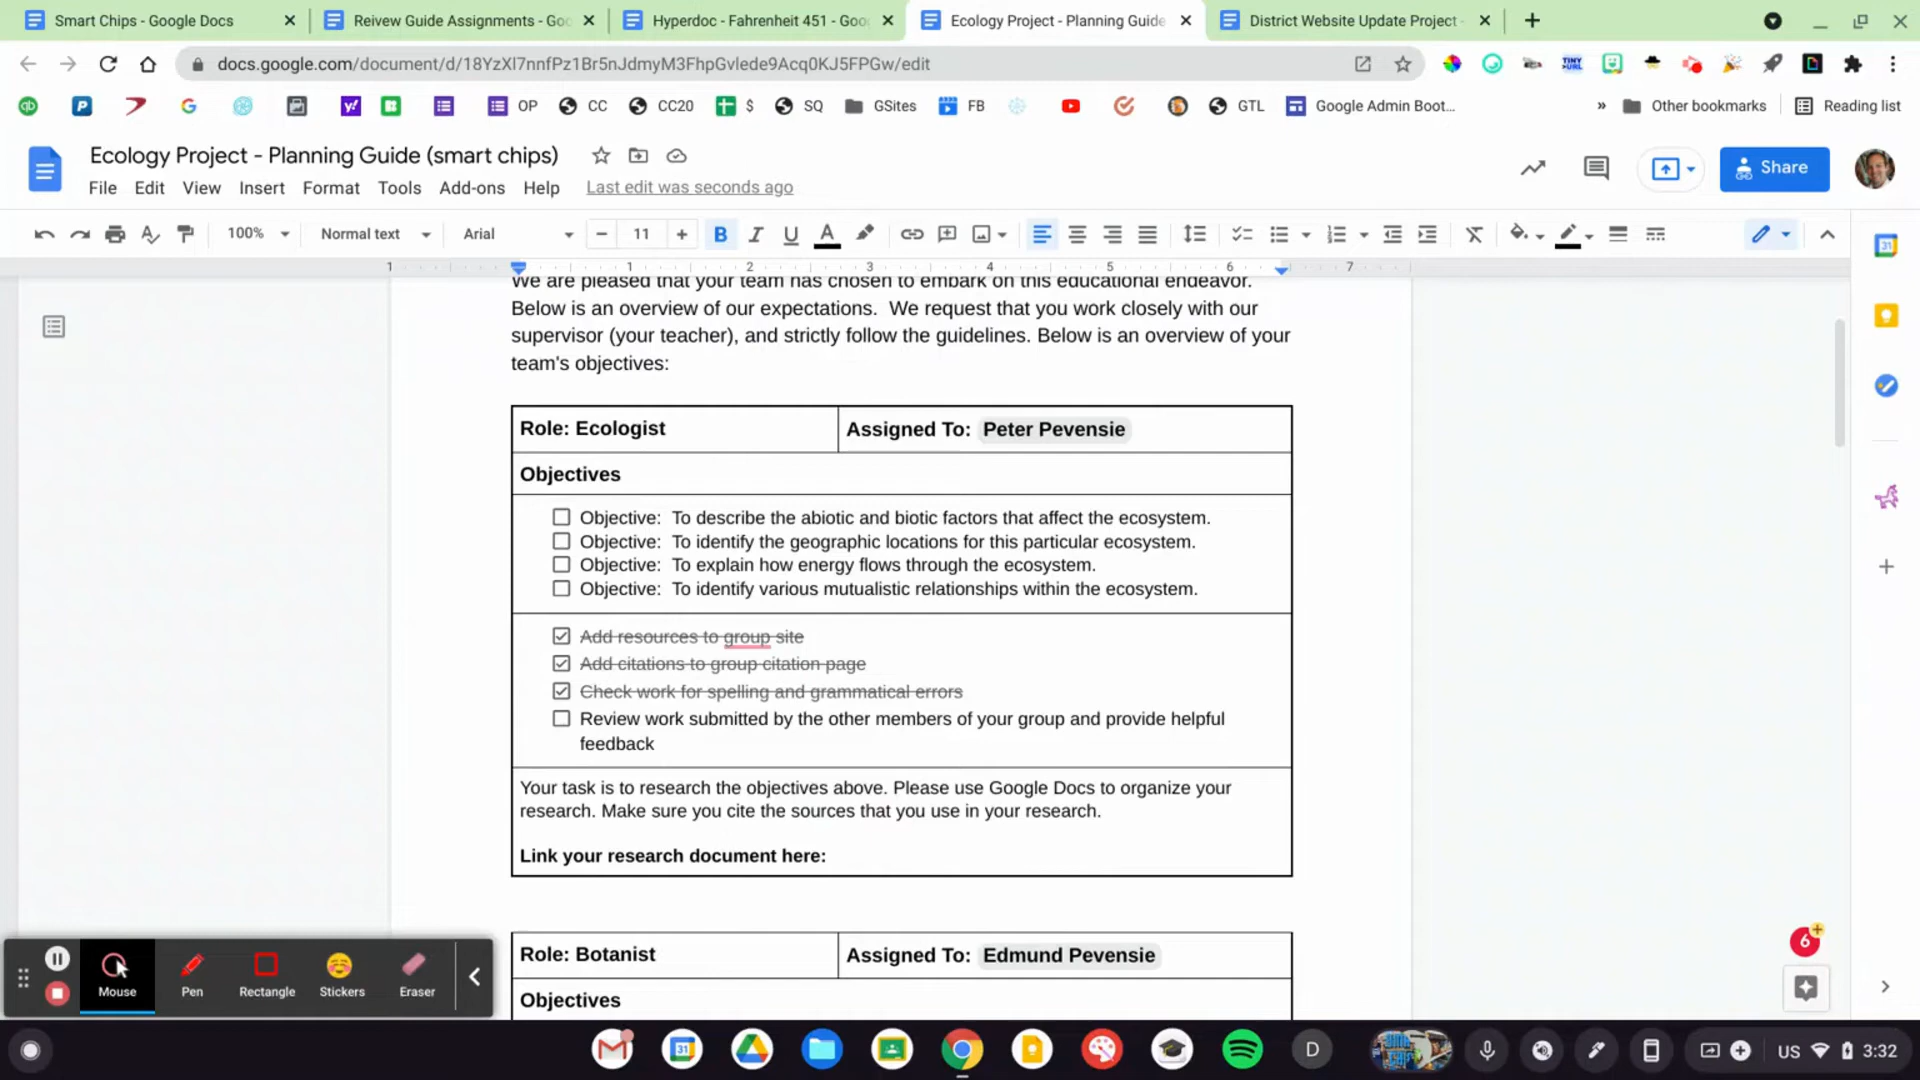 Smart Chips - Google Docs
Reivew Guide Assignments - Goo
Hyperdoc - Fahrenheit 451 - Goo
Ecology Project - Planning Guide
District Website Update Project -
docs.google.com/document/d/18YzXl7nnfPz1Br5nJdmyM3FhpGvlede9Acq0KJ5FPGw/edit
OP
CC
CC20
$
SQ
GSites
FB
GTL
Google Admin Boot...
»
Other bookmarks
Reading list
Ecology Project - Planning Guide (smart chips)
File Edit View Insert Format Tools Add-ons Help
Last edit was seconds ago
Share
100%
Normal text
Arial
11
B I U A
1 1 2 3 4 5 6 7
We are pleased that your team has chosen to embark on this educational endeavor.
Below is an overview of our expectations.  We request that you work closely with our
supervisor (your teacher), and strictly follow the guidelines. Below is an overview of your
team's objectives:
Role: Ecologist
Assigned To: Peter Pevensie
Objectives
Objective:  To describe the abiotic and biotic factors that affect the ecosystem.
Objective:  To identify the geographic locations for this particular ecosystem.
Objective:  To explain how energy flows through the ecosystem.
Objective:  To identify various mutualistic relationships within the ecosystem.
Add resources to group site
Add citations to group citation page
Check work for spelling and grammatical errors
Review work submitted by the other members of your group and provide helpful
feedback
Your task is to research the objectives above. Please use Google Docs to organize your
research. Make sure you cite the sources that you use in your research.
Link your research document here:
Role: Botanist
Assigned To: Edmund Pevensie
Objectives
Mouse
Pen
Rectangle
Stickers
Eraser
6
31
D
US
3:32